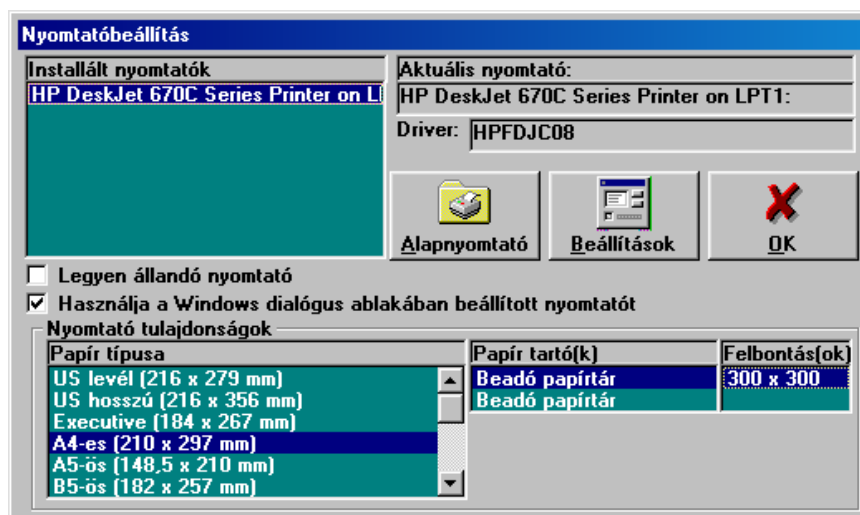 Nyomtatóbeállítás
Installált nyomtatók
HP DeskJet 670C Series Printer on L
Aktuális nyomtató:
HP DeskJet 670C Series Printer on LPT1:
Driver: HPFDJC08
Alapnyomtató
Beállítások
OK
Legyen állandó nyomtató
Használja a Windows dialógus ablakában beállított nyomtatót
Nyomtató tulajdonságok
Papír típusa
US levél (216 x 279 mm)
US hosszú (216 x 356 mm)
Executive (184 x 267 mm)
A4-es (210 x 297 mm)
A5-ös (148,5 x 210 mm)
B5-ös (182 x 257 mm)
Papír tartó(k)
Beadó papírtár
Beadó papírtár
Felbontás(ok)
300 x 300